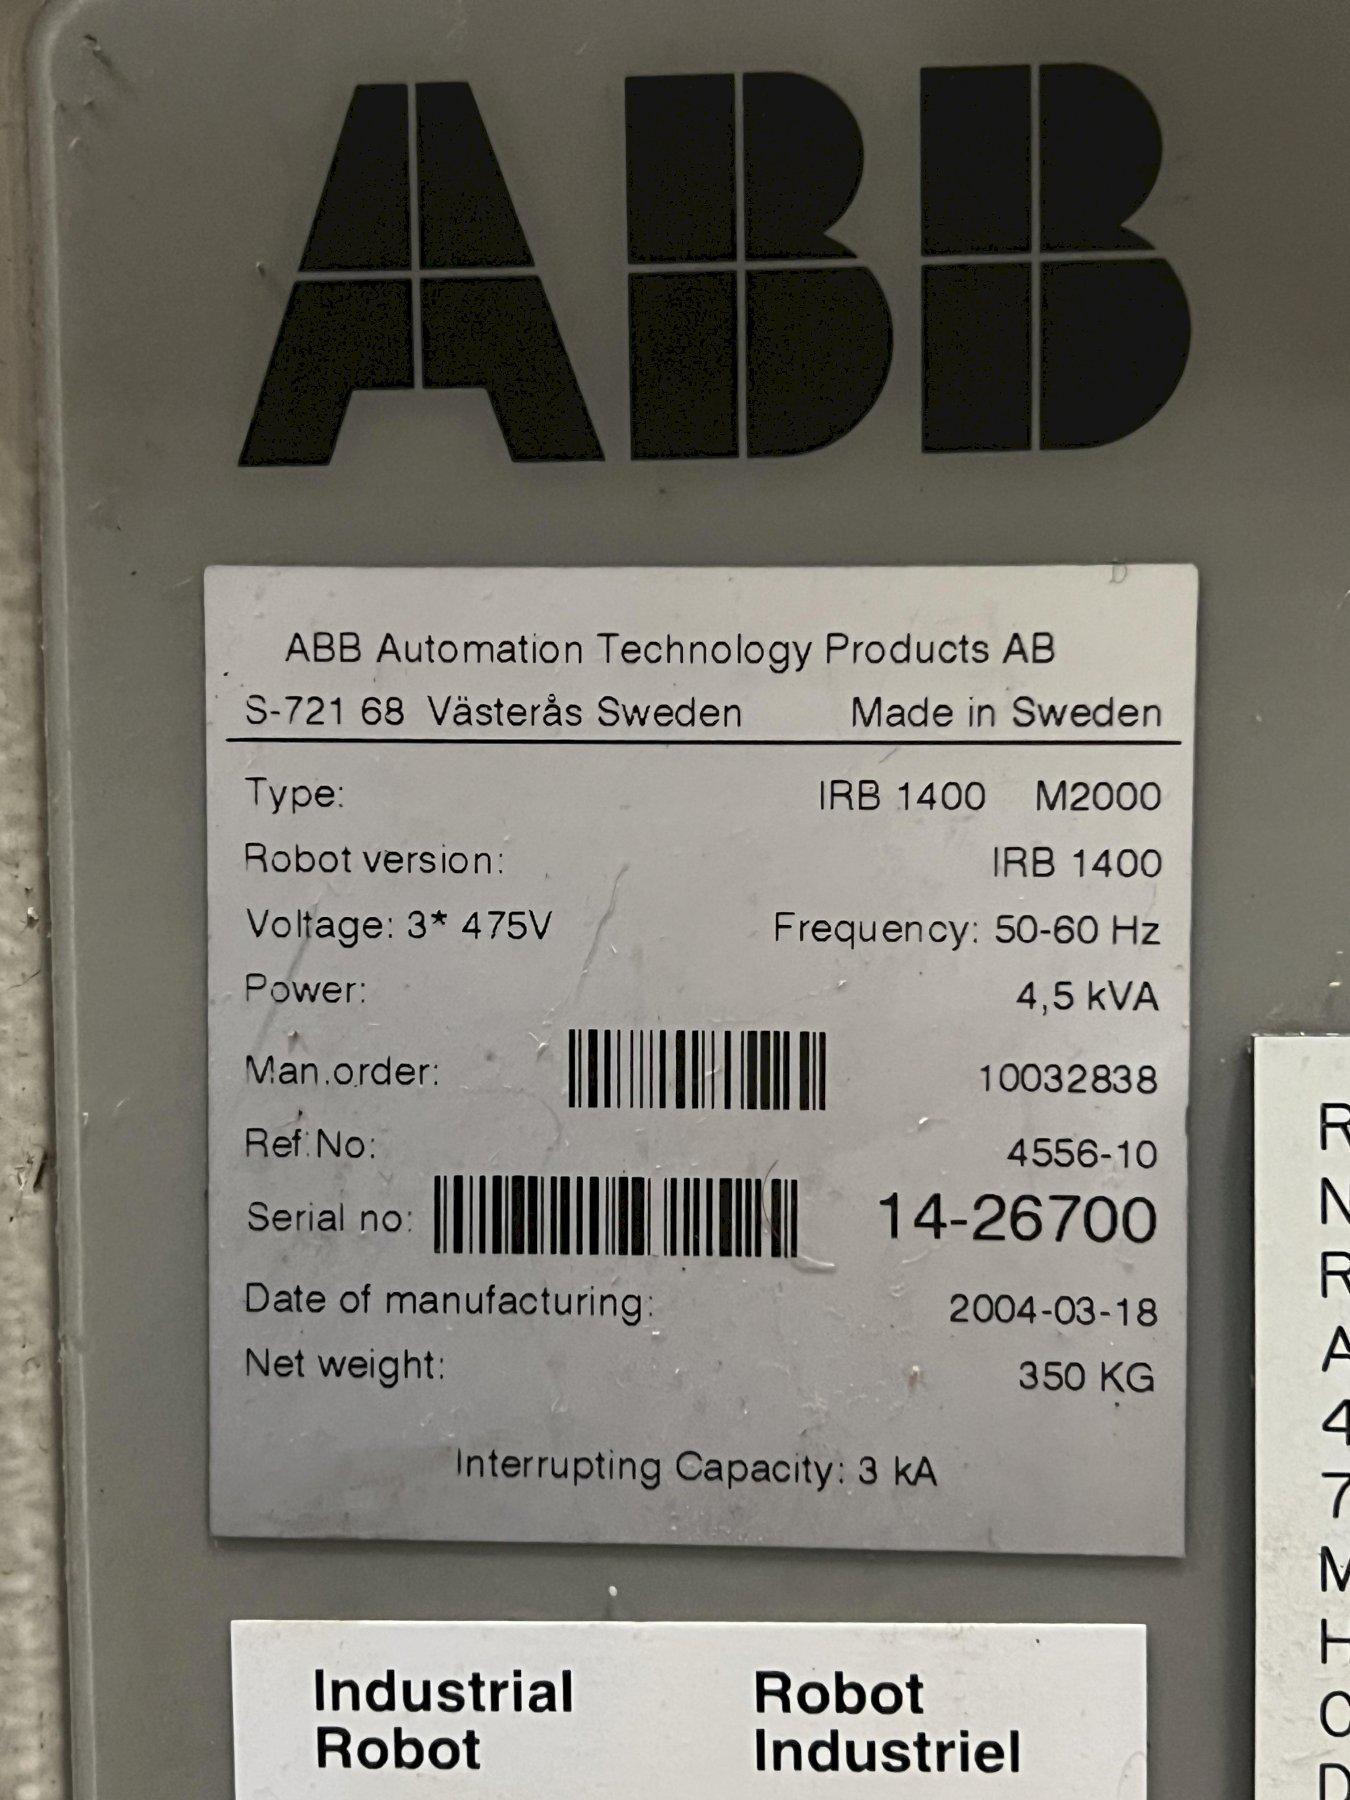 ABB
ABB Automation Technology Products AB
S-721 68 Västerås Sweden Made in Sweden
Type: IRB 1400 M2000
Robot version: IRB 1400
Voltage: 3* 475V Frequency: 50-60 Hz
Power: 4,5 kVA
Man.order: 10032838
Ref.No: 4556-10
Serial no: 14-26700
Date of manufacturing: 2004-03-18
Net weight: 350 KG
Interrupting Capacity: 3 kA
Industrial Robot
Robot Industriel